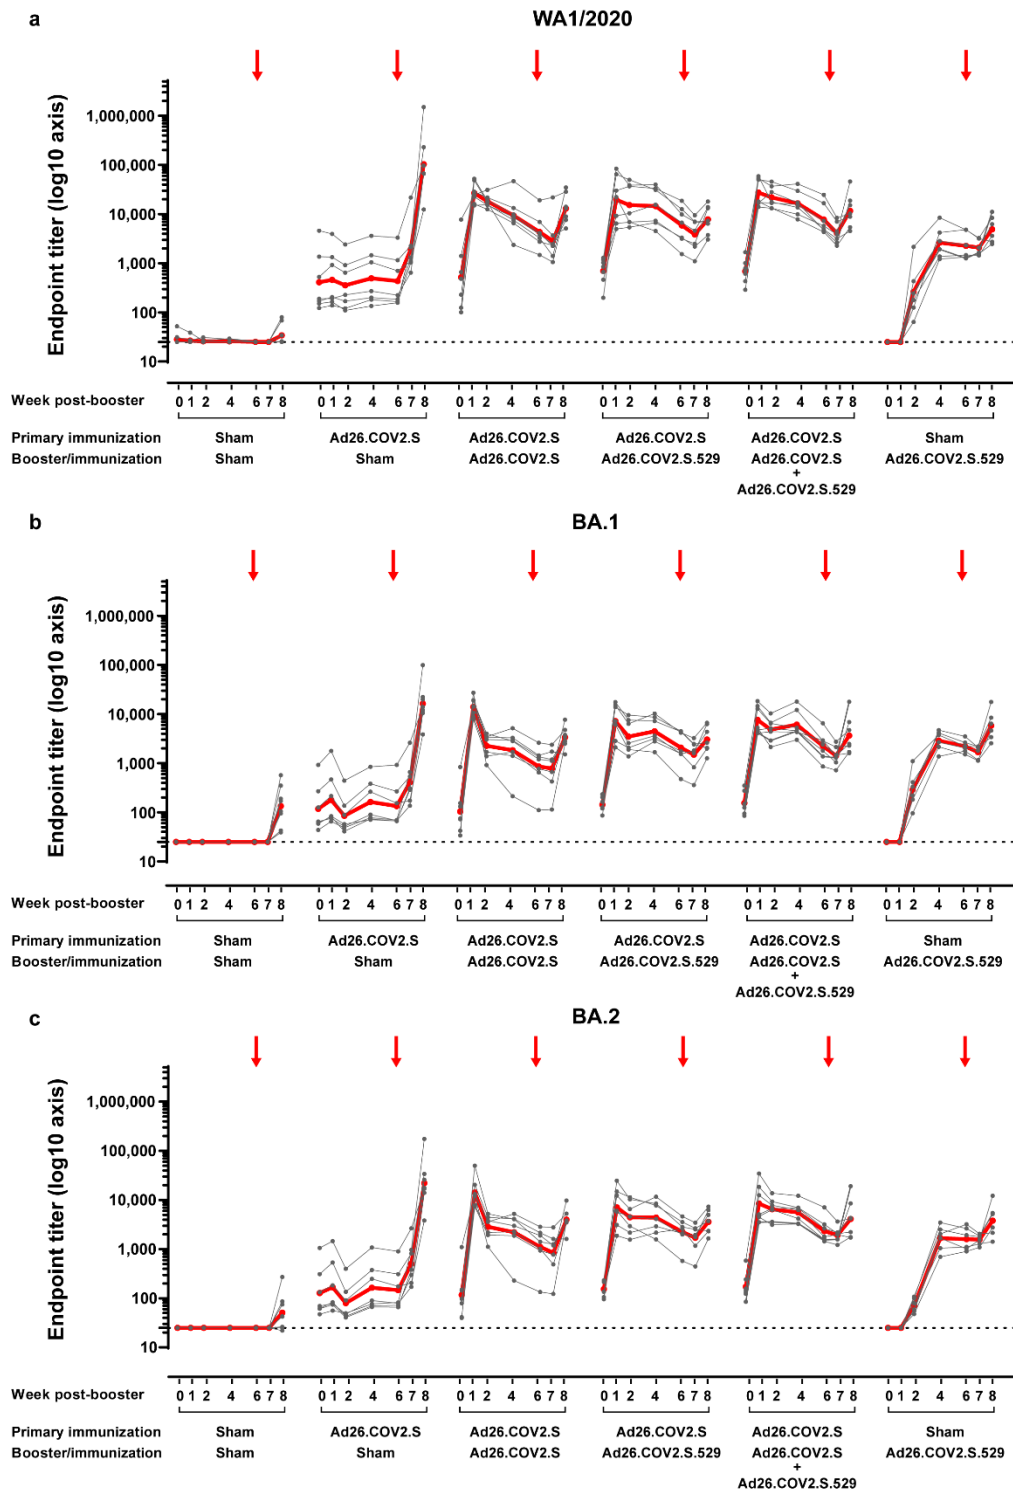 a
WA1/2020
Endpoint titer (log10 axis)
1,000,000
100,000
10,000
1,000
100
10
Week post-booster
0 1 2 4 6 7 8 0 1 2 4 6 7 8 0 1 2 4 6 7 8 0 1 2 4 6 7 8 0 1 2 4 6 7 8 0 1 2 4 6 7 8
Primary immunization Sham Ad26.COV2.S Ad26.COV2.S Ad26.COV2.S Ad26.COV2.S Sham
Booster/immunization Sham Sham Ad26.COV2.S Ad26.COV2.S.529 Ad26.COV2.S Ad26.COV2.S.529
+
Ad26.COV2.S.529
b
BA.1
Endpoint titer (log10 axis)
1,000,000
100,000
10,000
1,000
100
10
Week post-booster
0 1 2 4 6 7 8 0 1 2 4 6 7 8 0 1 2 4 6 7 8 0 1 2 4 6 7 8 0 1 2 4 6 7 8 0 1 2 4 6 7 8
Primary immunization Sham Ad26.COV2.S Ad26.COV2.S Ad26.COV2.S Ad26.COV2.S Sham
Booster/immunization Sham Sham Ad26.COV2.S Ad26.COV2.S.529 Ad26.COV2.S Ad26.COV2.S.529
+
Ad26.COV2.S.529
c
BA.2
Endpoint titer (log10 axis)
1,000,000
100,000
10,000
1,000
100
10
Week post-booster
0 1 2 4 6 7 8 0 1 2 4 6 7 8 0 1 2 4 6 7 8 0 1 2 4 6 7 8 0 1 2 4 6 7 8 0 1 2 4 6 7 8
Primary immunization Sham Ad26.COV2.S Ad26.COV2.S Ad26.COV2.S Ad26.COV2.S Sham
Booster/immunization Sham Sham Ad26.COV2.S Ad26.COV2.S.529 Ad26.COV2.S Ad26.COV2.S.529
+
Ad26.COV2.S.529